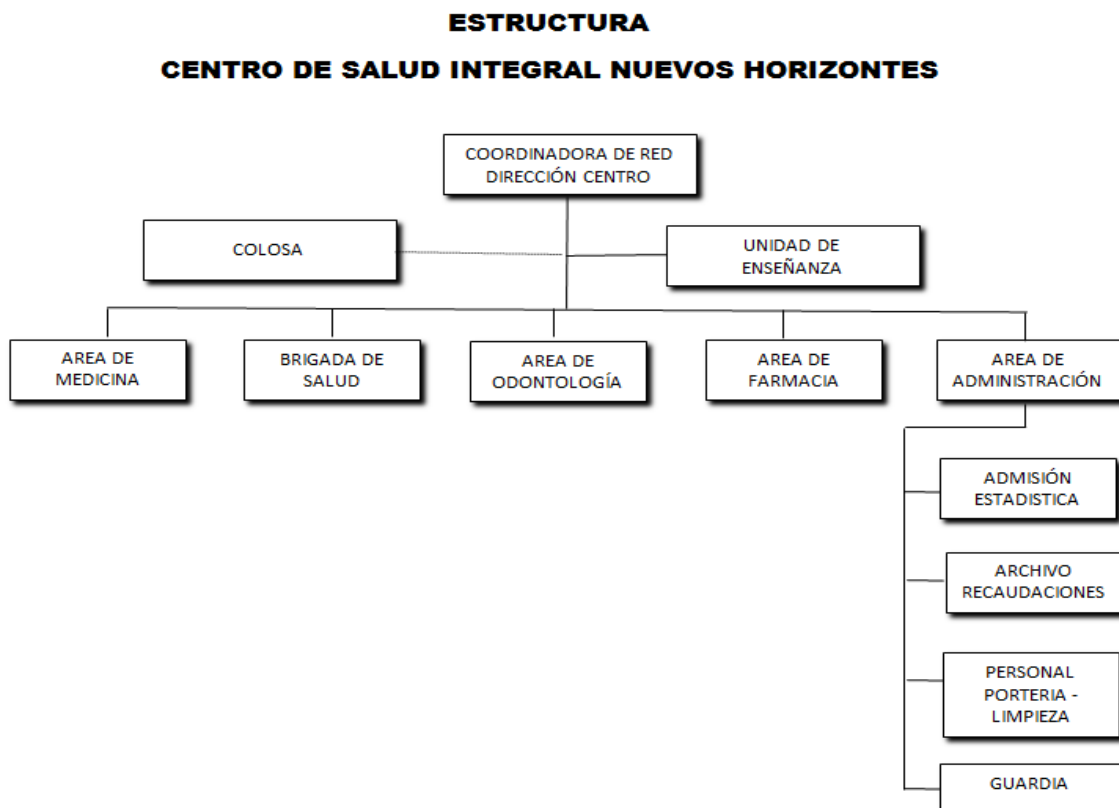 ESTRUCTURA
CENTRO DE SALUD INTEGRAL NUEVOS HORIZONTES
COORDINADORA DE RED
DIRECCIÓN CENTRO
COLOSA
UNIDAD DE
ENSEÑANZA
AREA DE
MEDICINA
BRIGADA DE
SALUD
AREA DE
ODONTOLOGÍA
AREA DE
FARMACIA
AREA DE
ADMINISTRACIÓN
ADMISIÓN
ESTADISTICA
ARCHIVO
RECAUDACIONES
PERSONAL
PORTERIA -
LIMPIEZA
GUARDIA